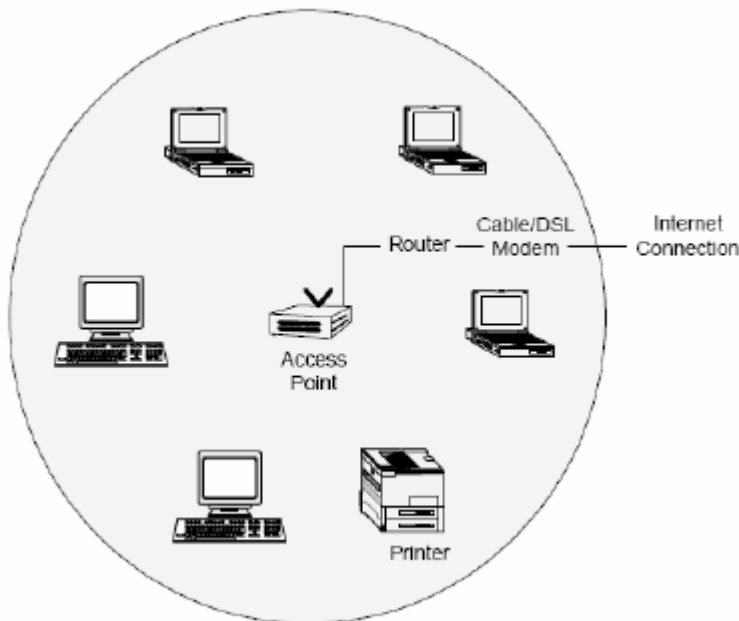 Cable/DSL
Modem
Internet
Connection
Router
Access
Point
Printer